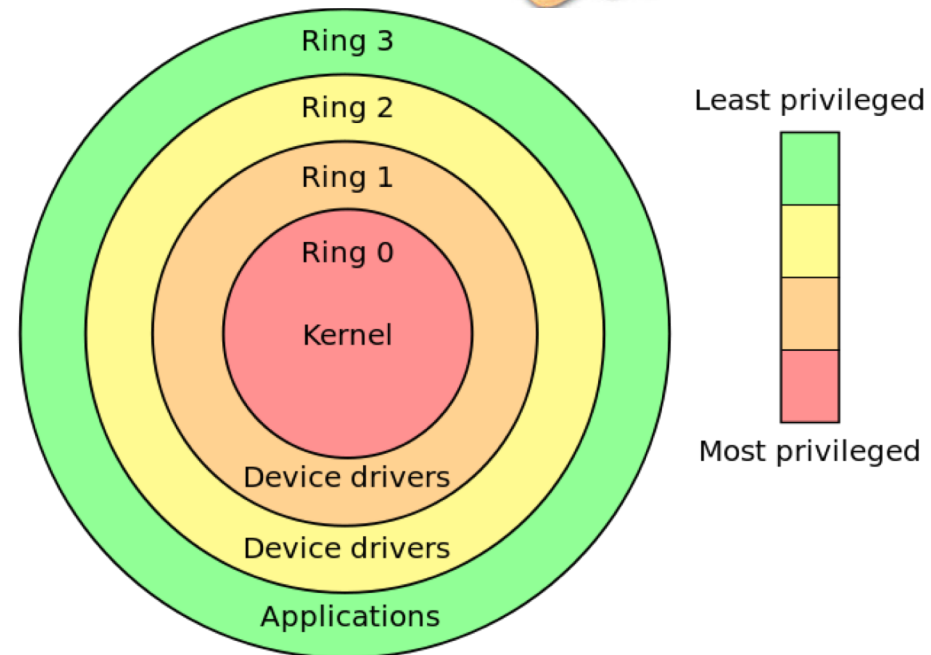 Ring 3
Ring 2
Ring 1
Ring 0
Kernel
Device drivers
Device drivers
Applications
Least privileged
Most privileged